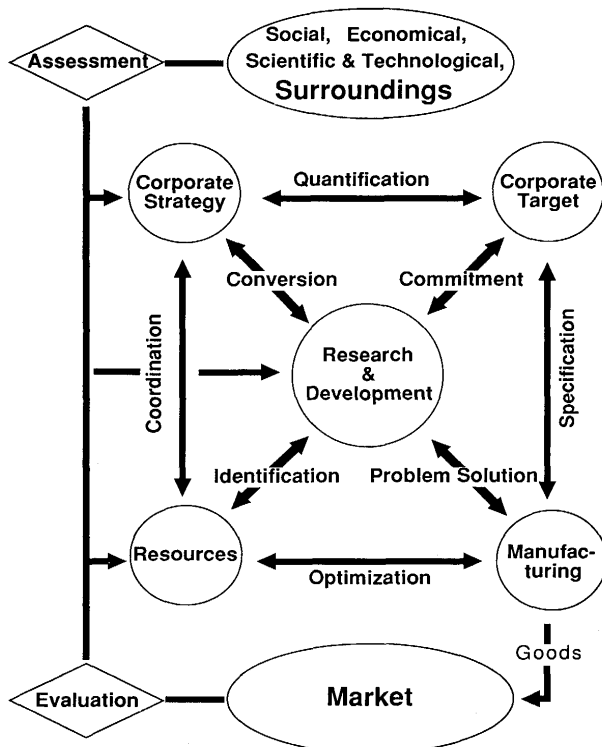 Social, Economical,
Assessment
Scientific & Technological,
Surroundings
Corporate
Strategy
Quantification
Corporate
Target
Conversion
Commitment
Coordination
Research
&
Development
Specification
Identification
Problem Solution
Resources
Optimization
Manufac-
turing
Goods
Evaluation
Market